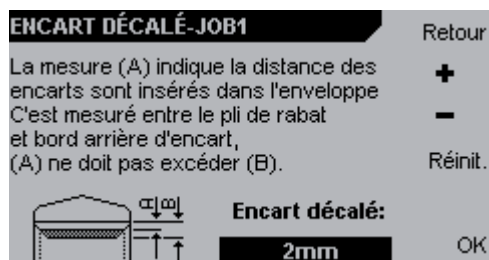 ENCART DÉCALÉ-JOB1
Retour
La mesure (A) indique la distance des
encarts sont insérés dans l'enveloppe
C'est mesuré entre le pli de rabat
et bord arrière d'encart,
(A) ne doit pas excéder (B).
+
−
Réinit.
A B
Encart décalé:
2mm
OK